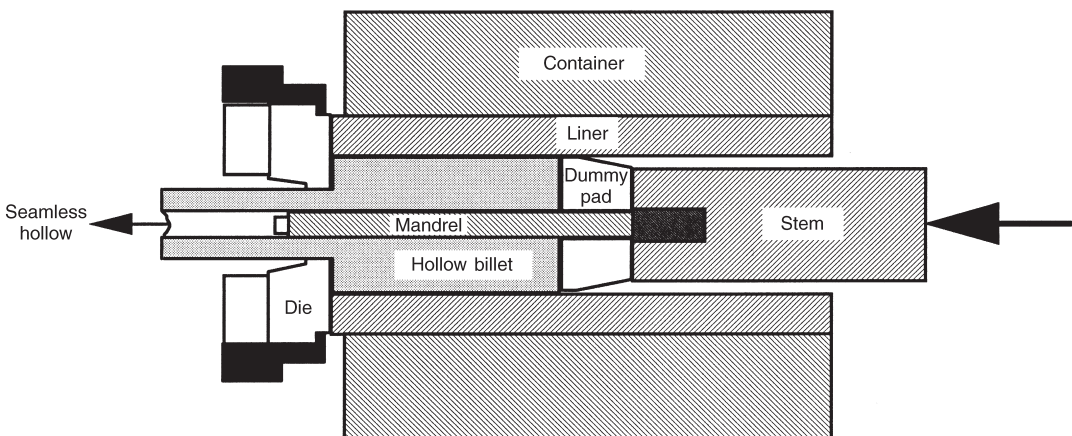 Container
Liner
Dummy
pad
Seamless
hollow
Mandrel
Stem
Hollow billet
Die